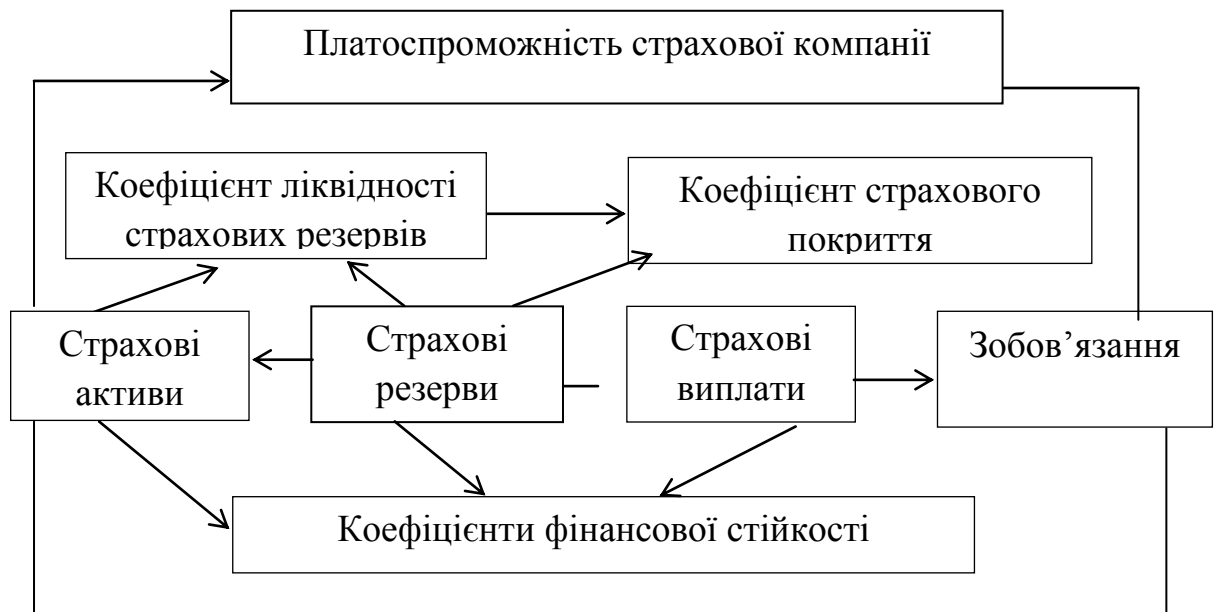 Платоспроможність страхової компанії
Коефіцієнт ліквідності
страхових резервів
Коефіцієнт страхового
покриття
Страхові
активи
Страхові
резерви
Страхові
виплати
Зобов’язання
Коефіцієнти фінансової стійкості